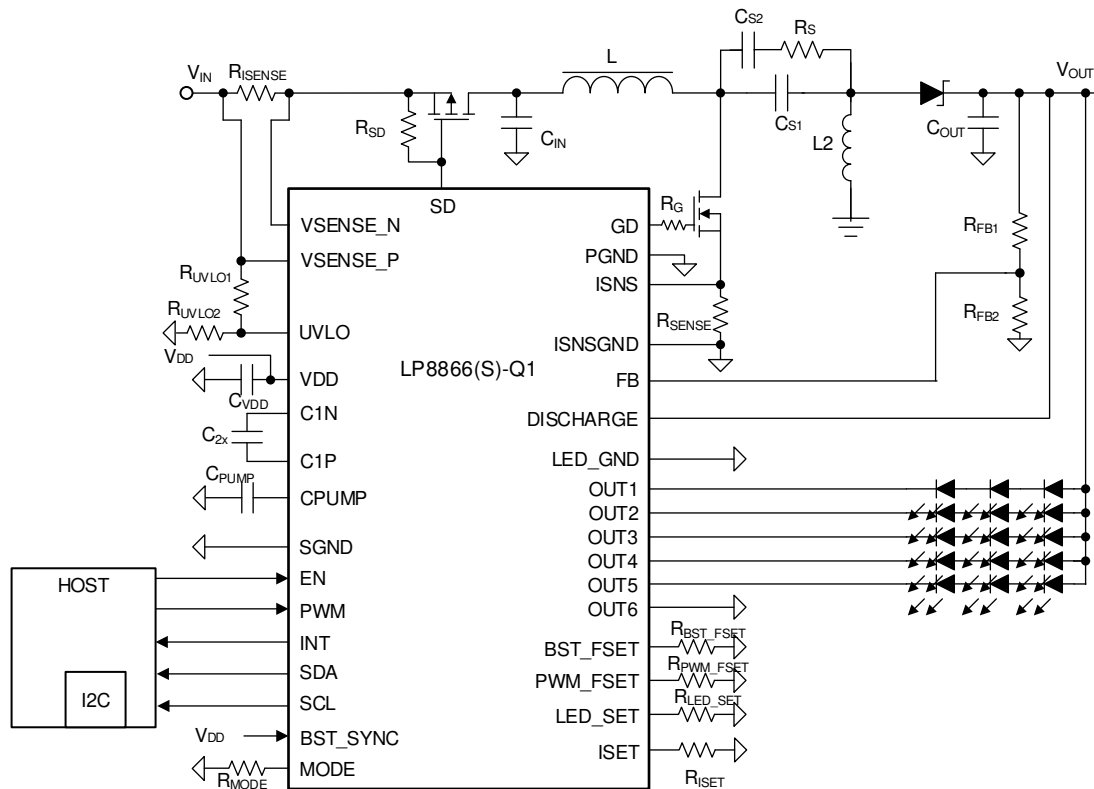 CS2
RS
L
VIN
RISENSE
VOUT
RSD
CIN
CS1
L2
COUT
SD
RG
VSENSE_N
GD
RFB1
VSENSE_P
PGND
RUVLO1
ISNS
RUVLO2
RSENSE
RFB2
UVLO
ISNSGND
VDD
LP8866(S)-Q1
VDD
FB
CVDD
C1N
DISCHARGE
C2x
C1P
LED_GND
CPUMP
OUT1
CPUMP
OUT2
OUT3
SGND
OUT4
HOST
EN
OUT5
PWM
OUT6
INT
RBST_FSET
BST_FSET
SDA
RPWM_FSET
PWM_FSET
I2C
SCL
RLED_SET
LED_SET
VDD
BST_SYNC
ISET
MODE
RMODE
RISET